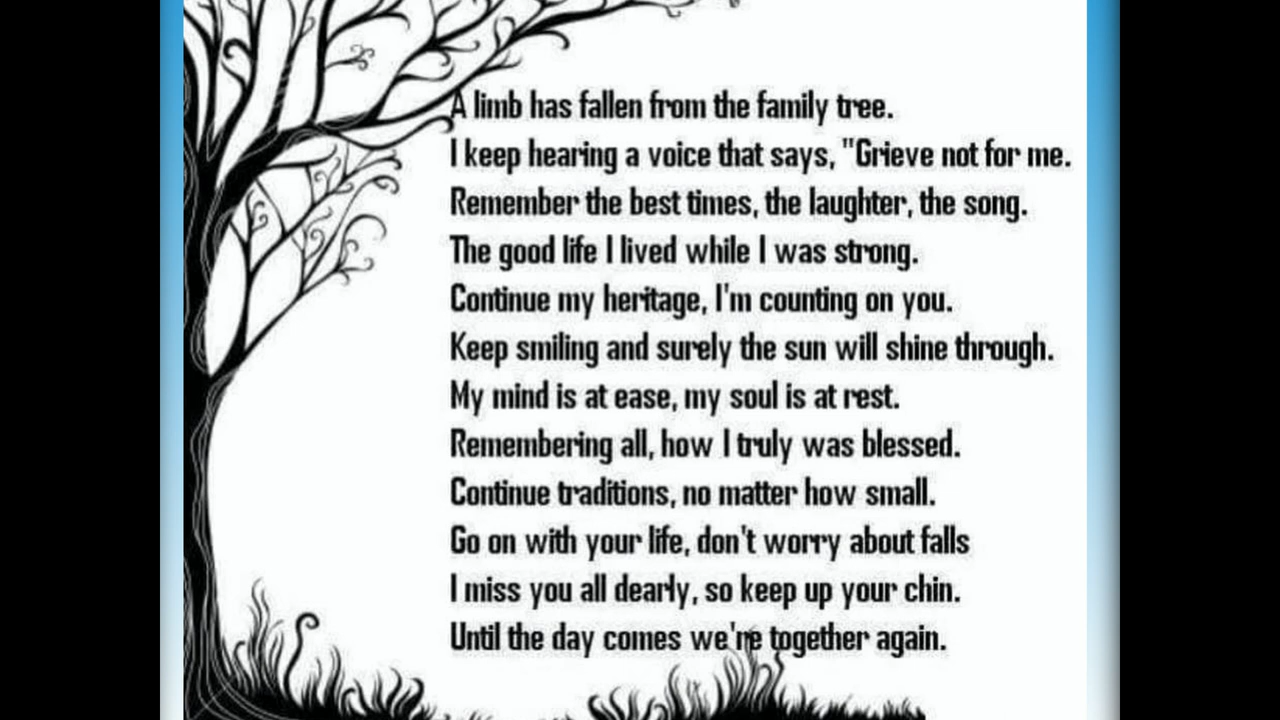 A limb has fallen from the family tree.
I keep hearing a voice that says, "Grieve not for me.
Remember the best times, the laughter, the song.
The good life I lived while I was strong.
Continue my heritage, I'm counting on you.
Keep smiling and surely the sun will shine through.
My mind is at ease, my soul is at rest.
Remembering all, how I truly was blessed.
Continue traditions, no matter how small.
Go on with your life, don't worry about falls
I miss you all dearly, so keep up your chin.
Until the day comes we're together again.